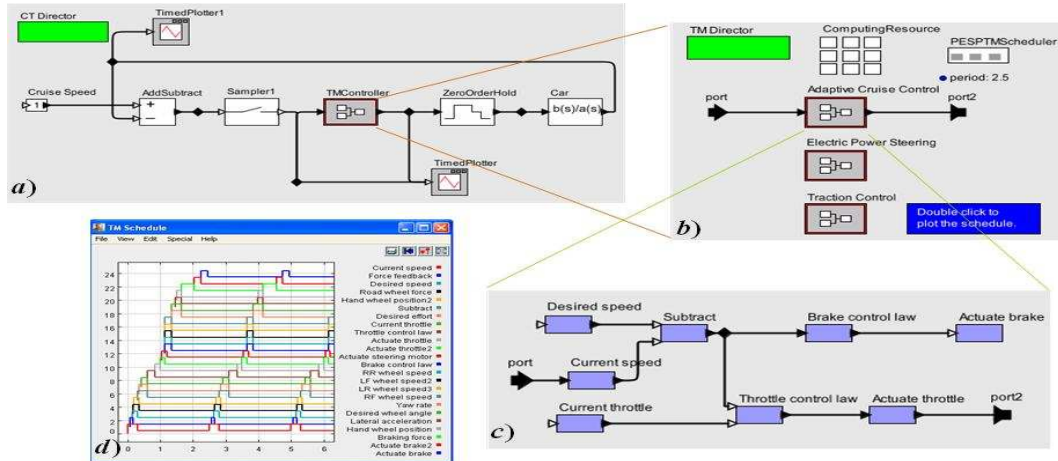 CT Director
TimedPlotter1
Cruise Speed
1
AddSubtract
+
−
Sampler1
TMController
ZeroOrderHold
Car
b(s)/a(s)
TimedPlotter
a)
TM Director
ComputingResource
PESPTMScheduler
period: 2.5
port
Adaptive Cruise Control
port2
Electric Power Steering
Traction Control
Double click to
plot the schedule.
b)
TM Schedule
File View Edit Special Help
24
22
20
18
16
14
12
10
8
6
4
2
0
0 1 2 3 4 5 6
Current speed
Force feedback
Desired speed
Road wheel force
Hand wheel position2
Subtract
Desired effort
Current throttle
Throttle control law
Actuate throttle
Actuate throttle2
Actuate steering motor
Brake control law
RR wheel speed
LF wheel speed2
LR wheel speed3
RF wheel speed
Yaw rate
Desired wheel angle
Lateral acceleration
Hand wheel position
Braking force
Actuate brake2
Actuate brake
d)
Desired speed
Subtract
Brake control law
Actuate brake
port
Current speed
Current throttle
Throttle control law
Actuate throttle
port2
c)